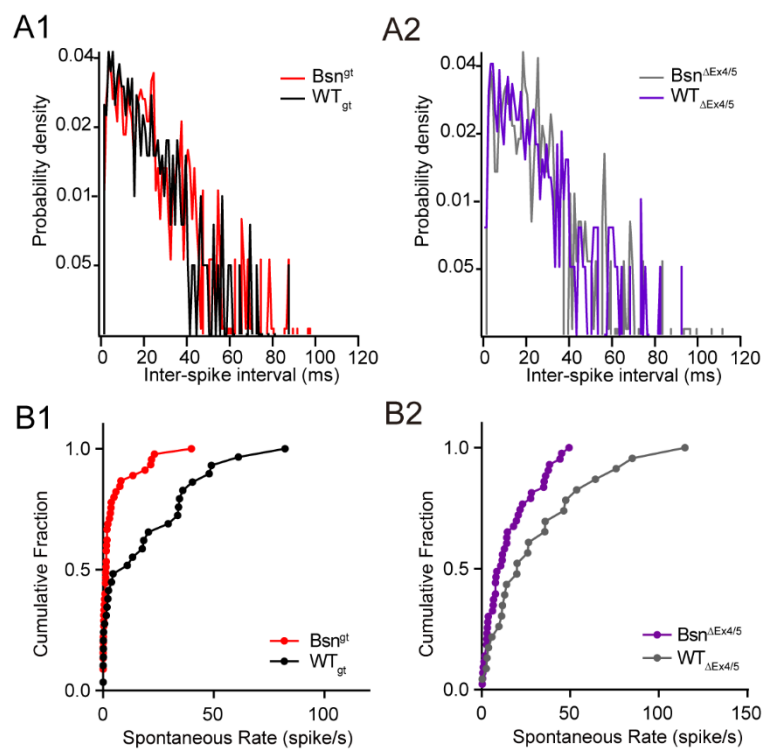 A1
0.04
0.02
0.01
0.05
Probability density
Bsn^gt
WT_gt
0 20 40 60 80 100 120
Inter-spike interval (ms)
A2
0.04
0.02
0.01
0.05
Probability density
Bsn^ΔEx4/5
WT_ΔEx4/5
0 20 40 60 80 100 120
Inter-spike interval (ms)
B1
1.0
0.5
0.0
Cumulative Fraction
Bsn^gt
WT_gt
0 50 100
Spontaneous Rate (spike/s)
B2
1.0
0.5
0.0
Cumulative Fraction
Bsn^ΔEx4/5
WT_ΔEx4/5
0 50 100 150
Spontaneous Rate (spike/s)